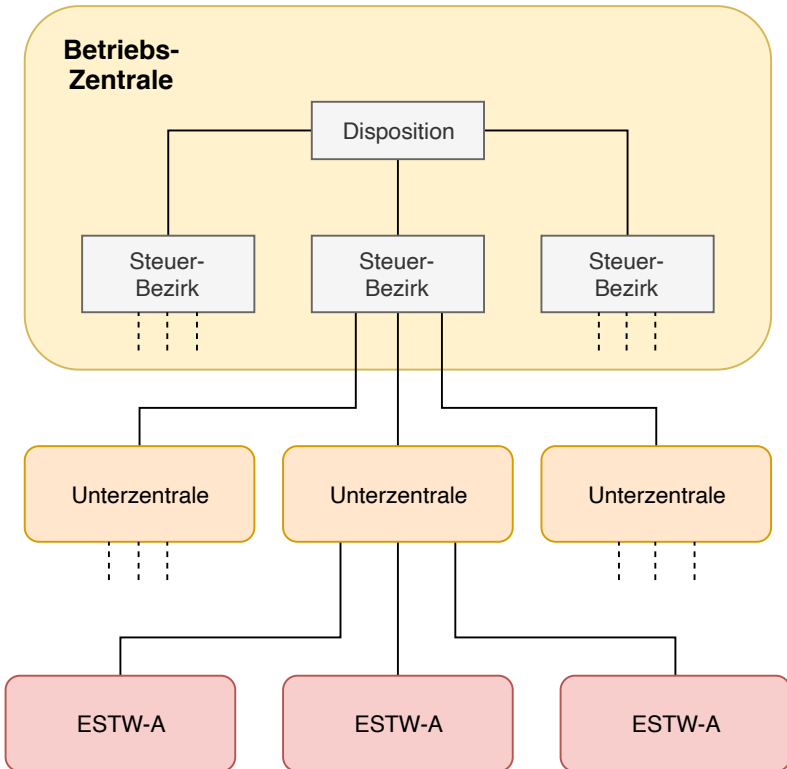 Betriebs-
Zentrale
Disposition
Steuer-
Bezirk
Steuer-
Bezirk
Steuer-
Bezirk
Unterzentrale
Unterzentrale
Unterzentrale
ESTW-A
ESTW-A
ESTW-A